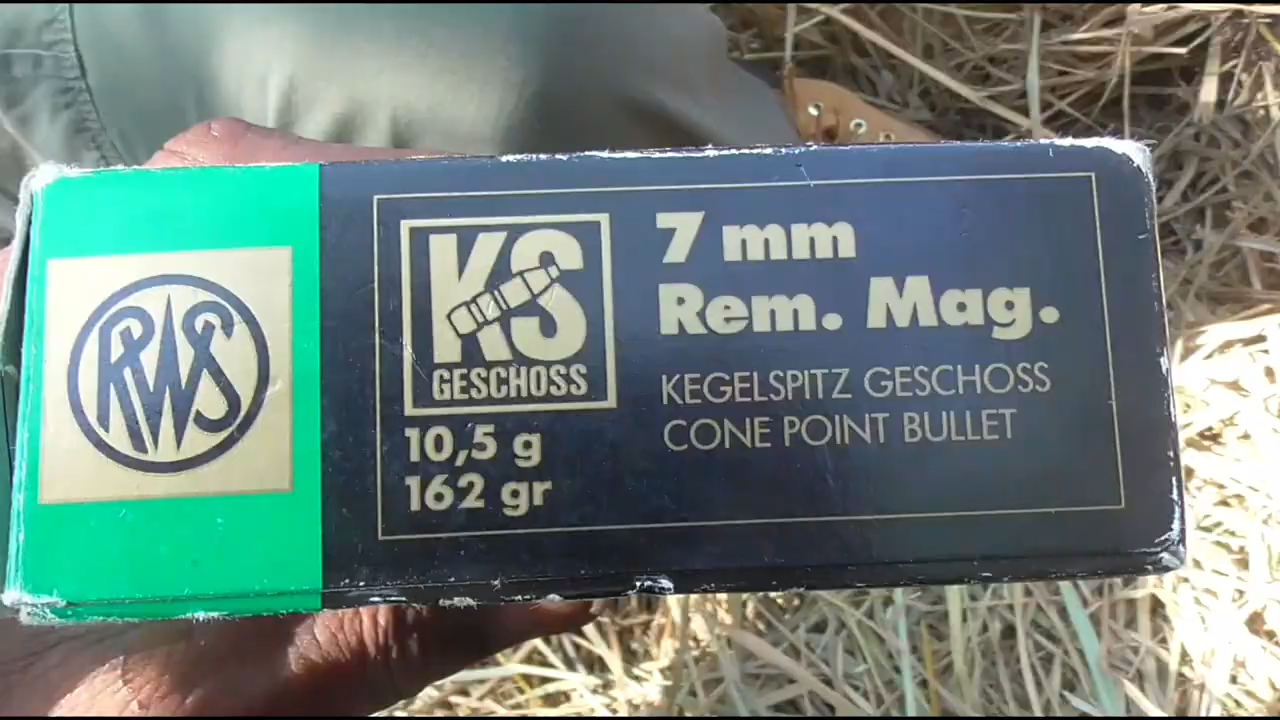 RWS
KS
GESCHOSS
10,5 g
162 gr
7 mm
Rem. Mag.
KEGELSPITZ GESCHOSS
CONE POINT BULLET